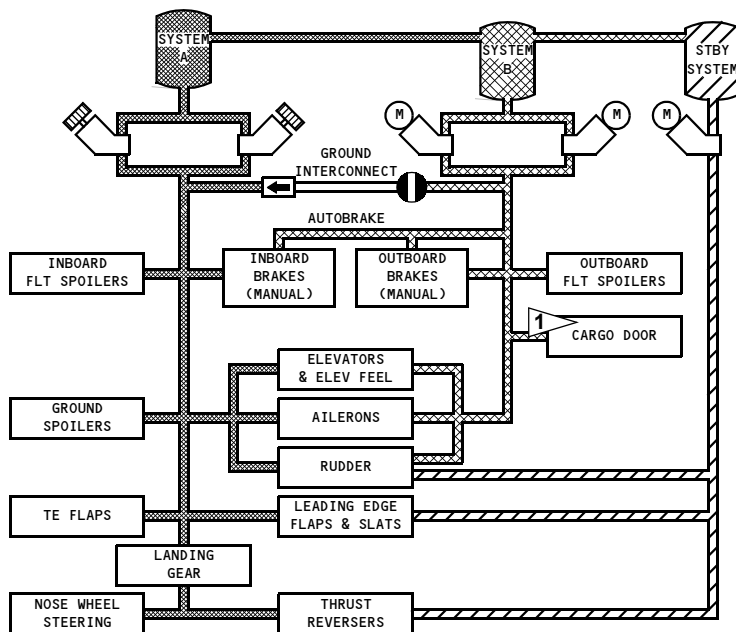 SYSTEM
A
SYSTEM
B
STBY
SYSTEM
M
M
M
GROUND
INTERCONNECT
AUTOBRAKE
INBOARD
FLT SPOILERS
INBOARD
BRAKES
(MANUAL)
OUTBOARD
BRAKES
(MANUAL)
OUTBOARD
FLT SPOILERS
1
CARGO DOOR
ELEVATORS
& ELEV FEEL
GROUND
SPOILERS
AILERONS
RUDDER
TE FLAPS
LEADING EDGE
FLAPS & SLATS
LANDING
GEAR
NOSE WHEEL
STEERING
THRUST
REVERSERS